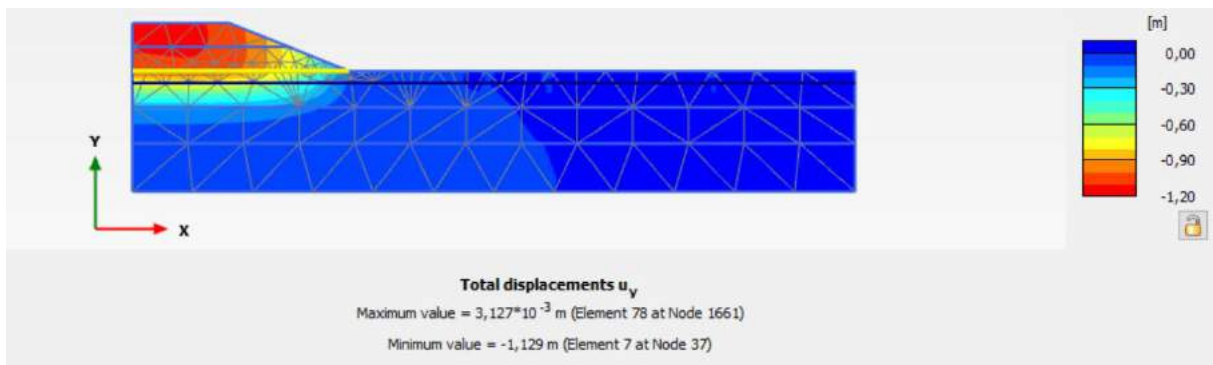 [m]
0,00
-0,30
-0,60
-0,90
-1,20
Y
X
Total displacements uy
Maximum value = 3,127*10 -3 m (Element 78 at Node 1661)
Minimum value = -1,129 m (Element 7 at Node 37)